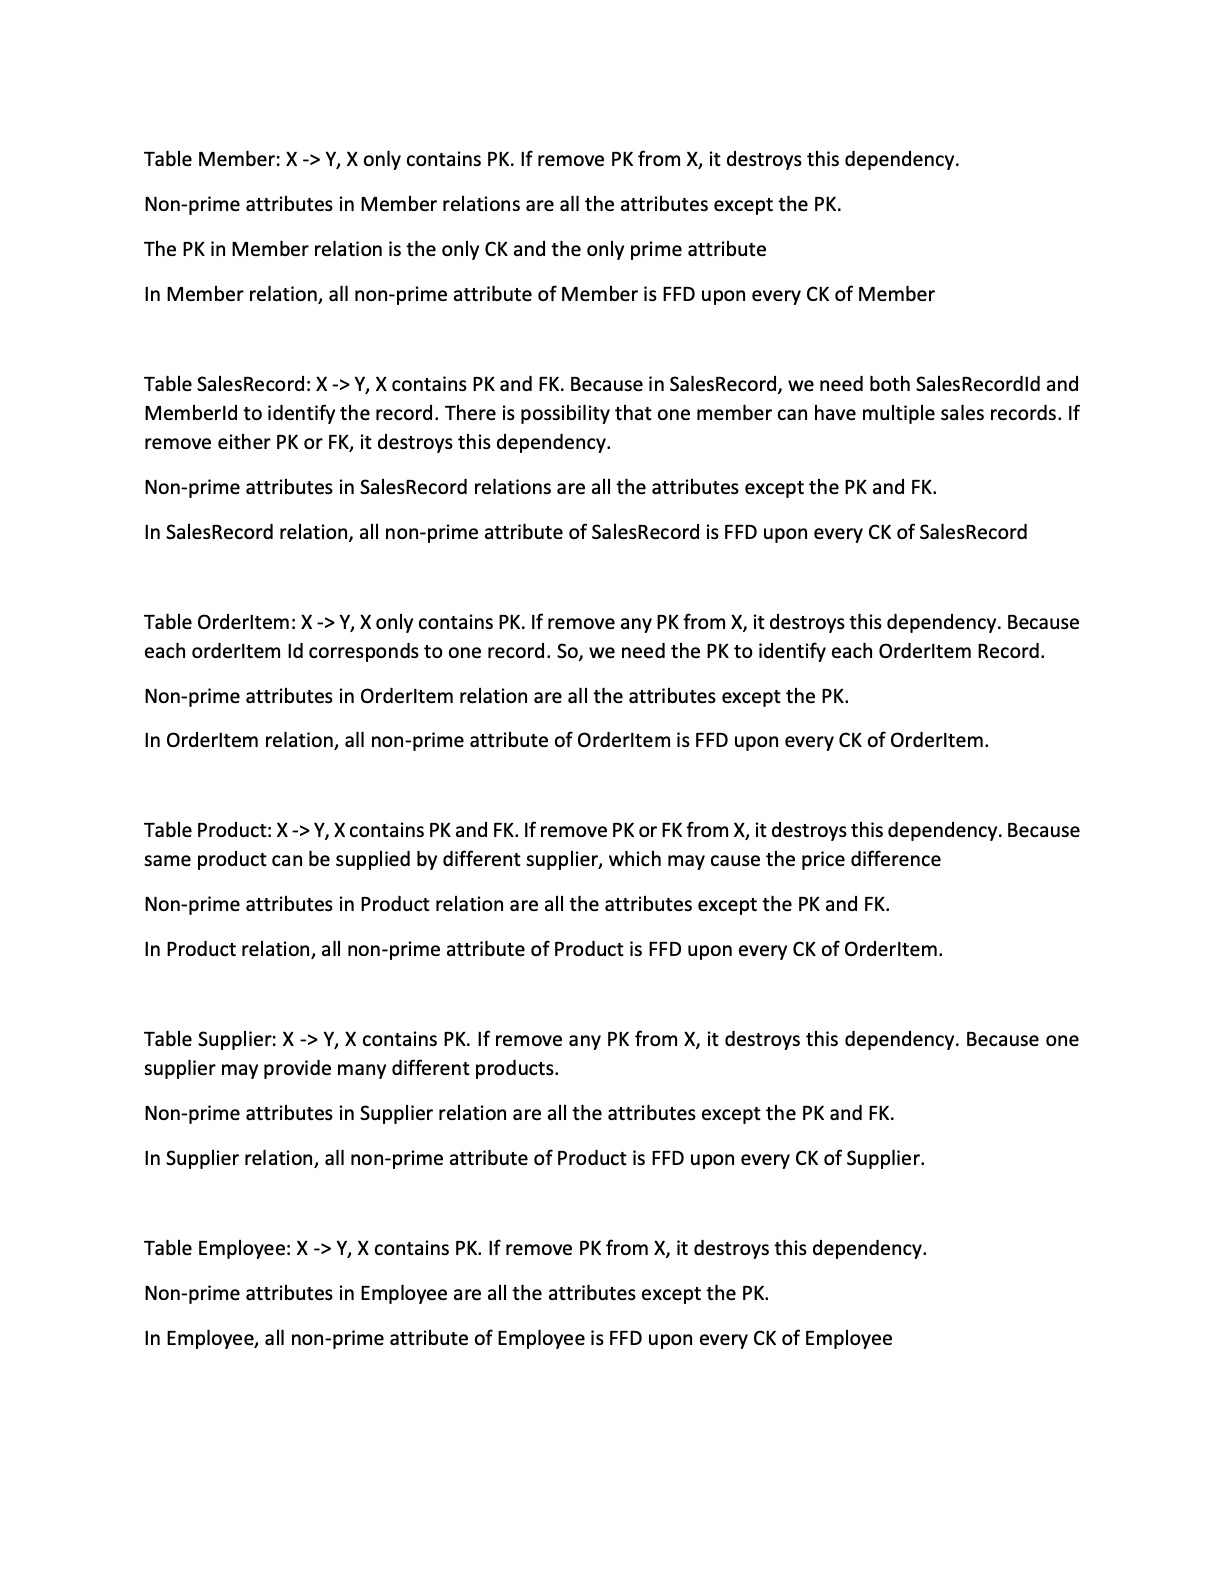 Table Member: X -> Y, X only contains PK. If remove PK from X, it destroys this dependency.
Non-prime attributes in Member relations are all the attributes except the PK.
The PK in Member relation is the only CK and the only prime attribute
In Member relation, all non-prime attribute of Member is FFD upon every CK of Member
Table SalesRecord: X -> Y, X contains PK and FK. Because in SalesRecord, we need both SalesRecordId and
MemberId to identify the record. There is possibility that one member can have multiple sales records. If
remove either PK or FK, it destroys this dependency.
Non-prime attributes in SalesRecord relations are all the attributes except the PK and FK.
In SalesRecord relation, all non-prime attribute of SalesRecord is FFD upon every CK of SalesRecord
Table OrderItem: X -> Y, X only contains PK. If remove any PK from X, it destroys this dependency. Because
each orderItem Id corresponds to one record. So, we need the PK to identify each OrderItem Record.
Non-prime attributes in OrderItem relation are all the attributes except the PK.
In OrderItem relation, all non-prime attribute of OrderItem is FFD upon every CK of OrderItem.
Table Product: X -> Y, X contains PK and FK. If remove PK or FK from X, it destroys this dependency. Because
same product can be supplied by different supplier, which may cause the price difference
Non-prime attributes in Product relation are all the attributes except the PK and FK.
In Product relation, all non-prime attribute of Product is FFD upon every CK of OrderItem.
Table Supplier: X -> Y, X contains PK. If remove any PK from X, it destroys this dependency. Because one
supplier may provide many different products.
Non-prime attributes in Supplier relation are all the attributes except the PK and FK.
In Supplier relation, all non-prime attribute of Product is FFD upon every CK of Supplier.
Table Employee: X -> Y, X contains PK. If remove PK from X, it destroys this dependency.
Non-prime attributes in Employee are all the attributes except the PK.
In Employee, all non-prime attribute of Employee is FFD upon every CK of Employee